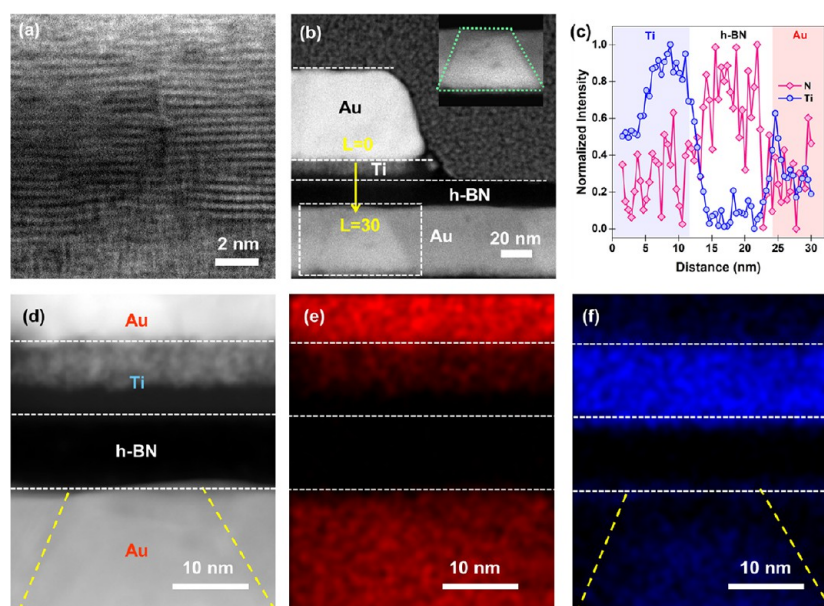 (a)
2 nm
(b)
Au
L=0
Ti
h-BN
L=30
Au
20 nm
(c)
Ti
h-BN
Au
N
Ti
Normalized Intensity
1.0
0.8
0.6
0.4
0.2
0.0
0
5
10
15
20
25
30
Distance (nm)
(d)
Au
Ti
h-BN
Au
10 nm
(e)
10 nm
(f)
10 nm